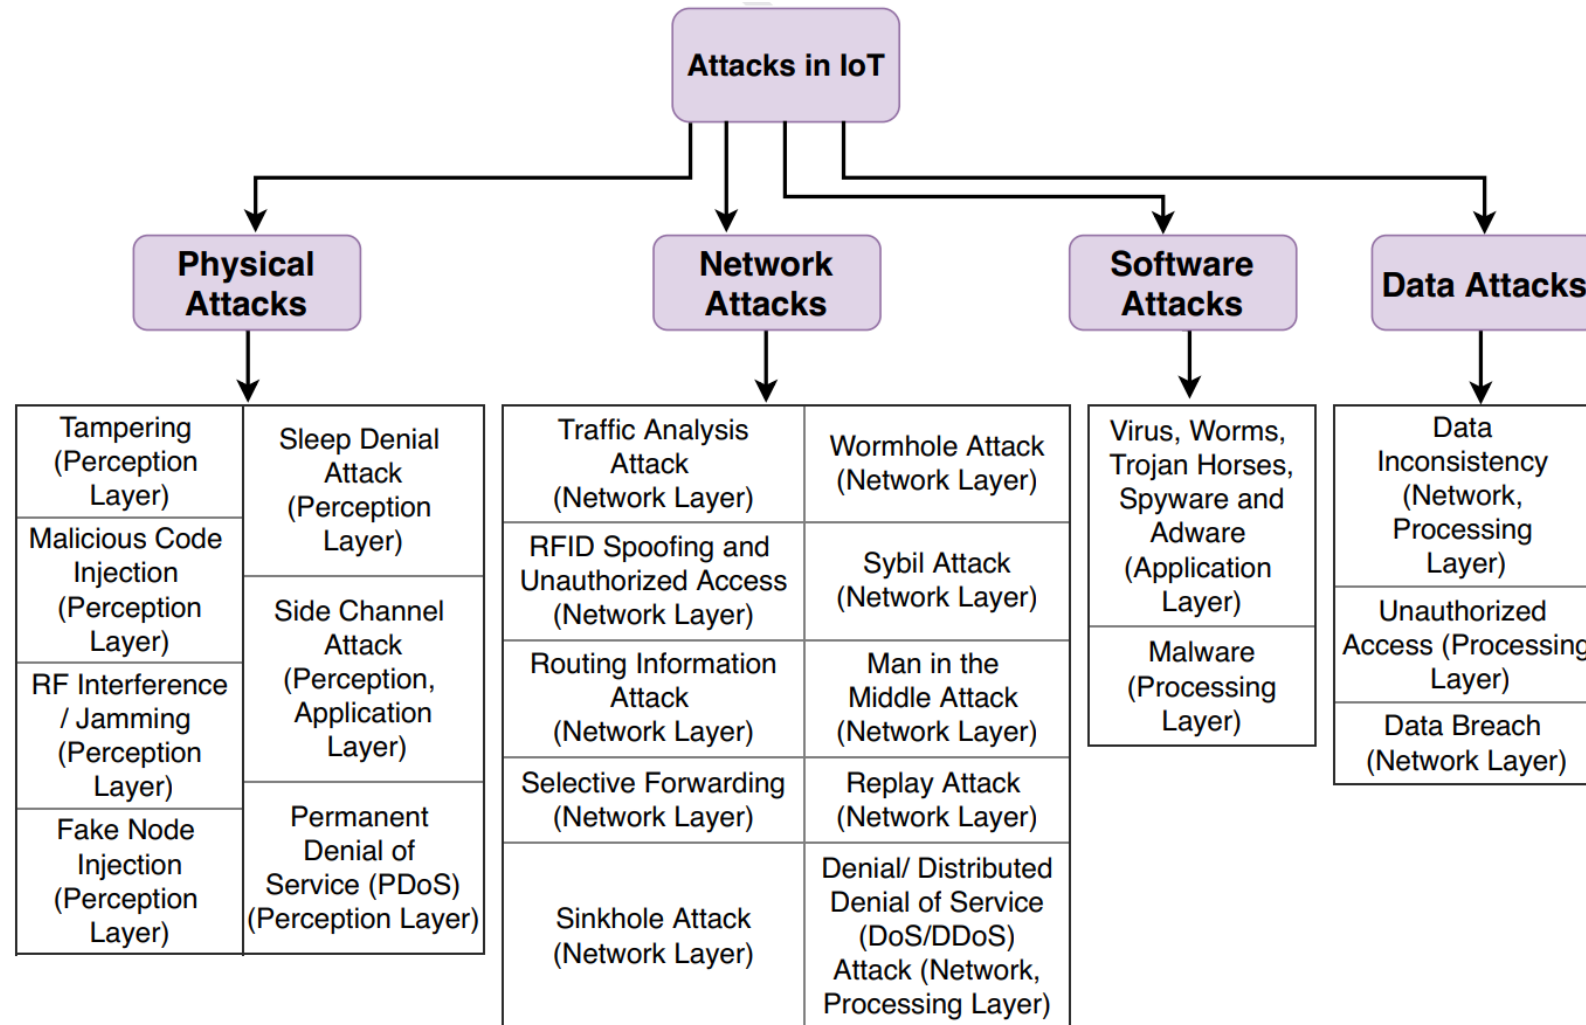 Attacks in IoT
Physical
Attacks
Network
Attacks
Software
Attacks
Data Attacks
Tampering
(Perception
Layer)
Malicious Code
Injection
(Perception
Layer)
RF Interference
/ Jamming
(Perception
Layer)
Fake Node
Injection
(Perception
Layer)
Sleep Denial
Attack
(Perception
Layer)
Side Channel
Attack
(Perception,
Application
Layer)
Permanent
Denial of
Service (PDoS)
(Perception Layer)
Traffic Analysis
Attack
(Network Layer)
RFID Spoofing and
Unauthorized Access
(Network Layer)
Routing Information
Attack
(Network Layer)
Selective Forwarding
(Network Layer)
Sinkhole Attack
(Network Layer)
Wormhole Attack
(Network Layer)
Sybil Attack
(Network Layer)
Man in the
Middle Attack
(Network Layer)
Replay Attack
(Network Layer)
Denial/ Distributed
Denial of Service
(DoS/DDoS)
Attack (Network,
Processing Layer)
Virus, Worms,
Trojan Horses,
Spyware and
Adware
(Application
Layer)
Malware
(Processing
Layer)
Data
Inconsistency
(Network,
Processing
Layer)
Unauthorized
Access (Processing
Layer)
Data Breach
(Network Layer)